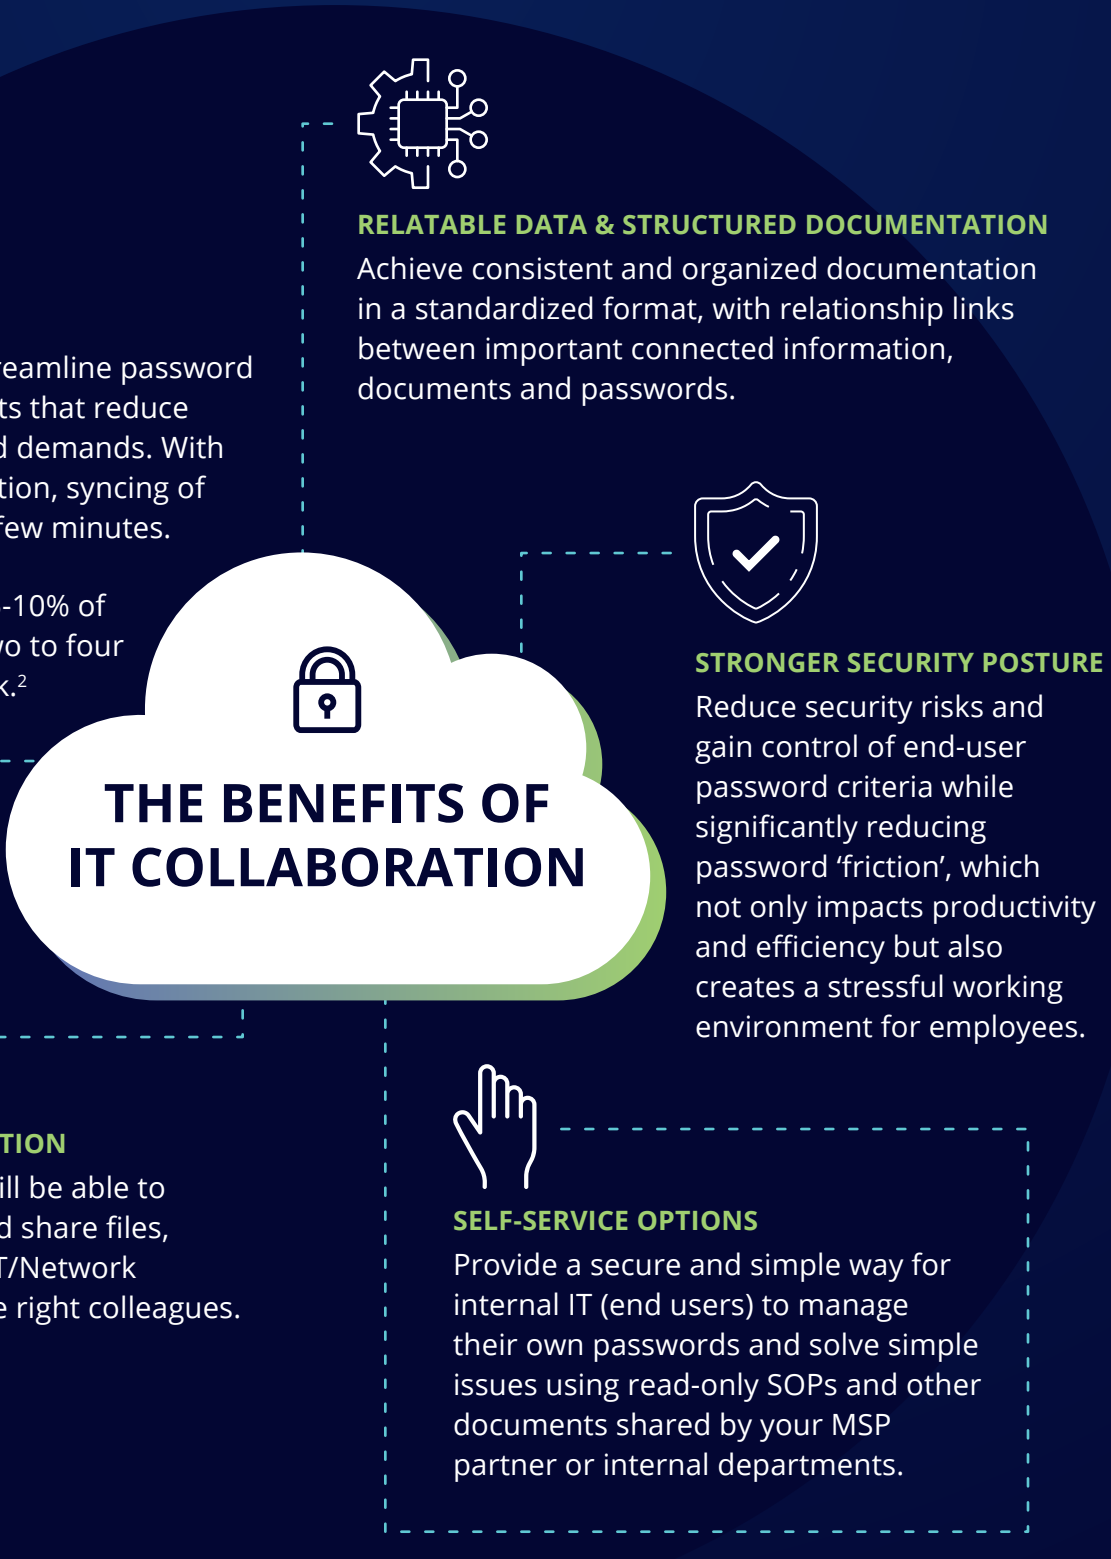 RELATABLE DATA & STRUCTURED DOCUMENTATION
Achieve consistent and organized documentation
in a standardized format, with relationship links
between important connected information,
documents and passwords.
password
that reduce
demands. With
syncing of
few minutes.
-10% of
to four
2
THE BENEFITS OF
IT COLLABORATION
STRONGER SECURITY POSTURE
Reduce security risks and
gain control of end-user
password criteria while
significantly reducing
password ‘friction’, which
not only impacts productivity
and efficiency but also
creates a stressful working
environment for employees.
TION
be able to
share files,
/Network
right colleagues.
SELF-SERVICE OPTIONS
Provide a secure and simple way for
internal IT (end users) to manage
their own passwords and solve simple
issues using read-only SOPs and other
documents shared by your MSP
partner or internal departments.